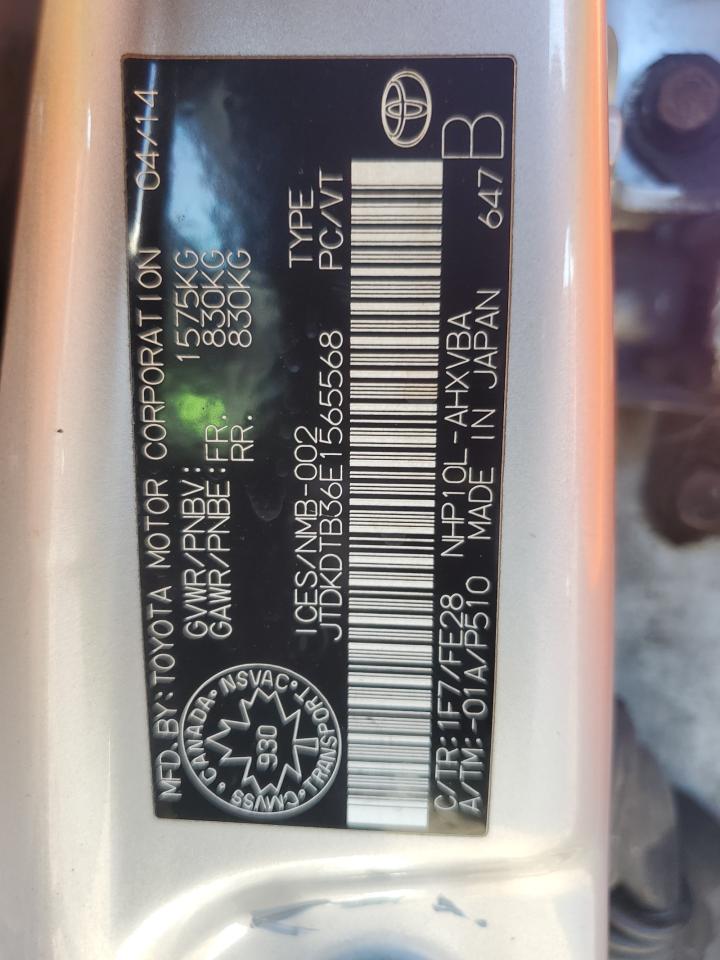 MFD.BY:TOYOTA MOTOR CORPORATION 04/14
GVWR/PNBV: 1575KG
GAWR/PNBE:FR. 830KG
RR. 830KG
ICES/NMB-002 TYPE
JTDKDTB36E1565568 PC/VT
C/TR:1F7/FE28 NHP10L-AHXVBA
A/TM:-01A/P510 MADE IN JAPAN 647 B
CANADA • NSVAC • TRANSPORT • CMVSS •
930